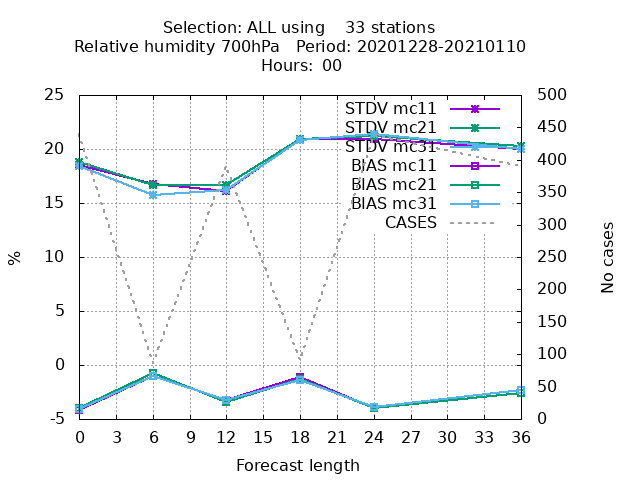 Selection: ALL using    33 stations
Relative humidity 700hPa   Period: 20201228-20210110
Hours: 00
25 500
STDV mc11
450
STDV mc21
20 STDV mc31 400
BIAS mc11
350
BIAS mc21
15 BIAS mc31
300
CASES
10 250
% No cases
200
5
150
0 100
50
-5 0
0 3 6 9 12 15 18 21 24 27 30 33 36
Forecast length